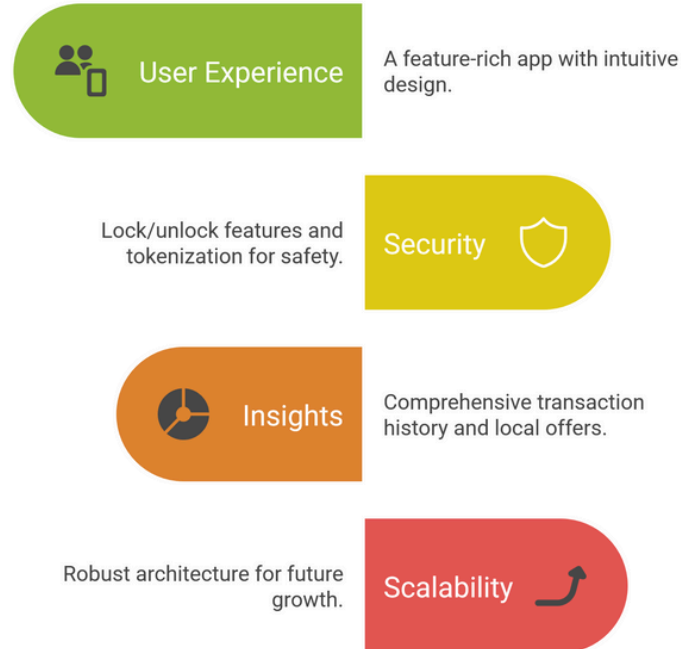 User Experience
A feature-rich app with intuitive
design.
Lock/unlock features and
tokenization for safety.
Security
Insights
Comprehensive transaction
history and local offers.
Robust architecture for future
growth.
Scalability